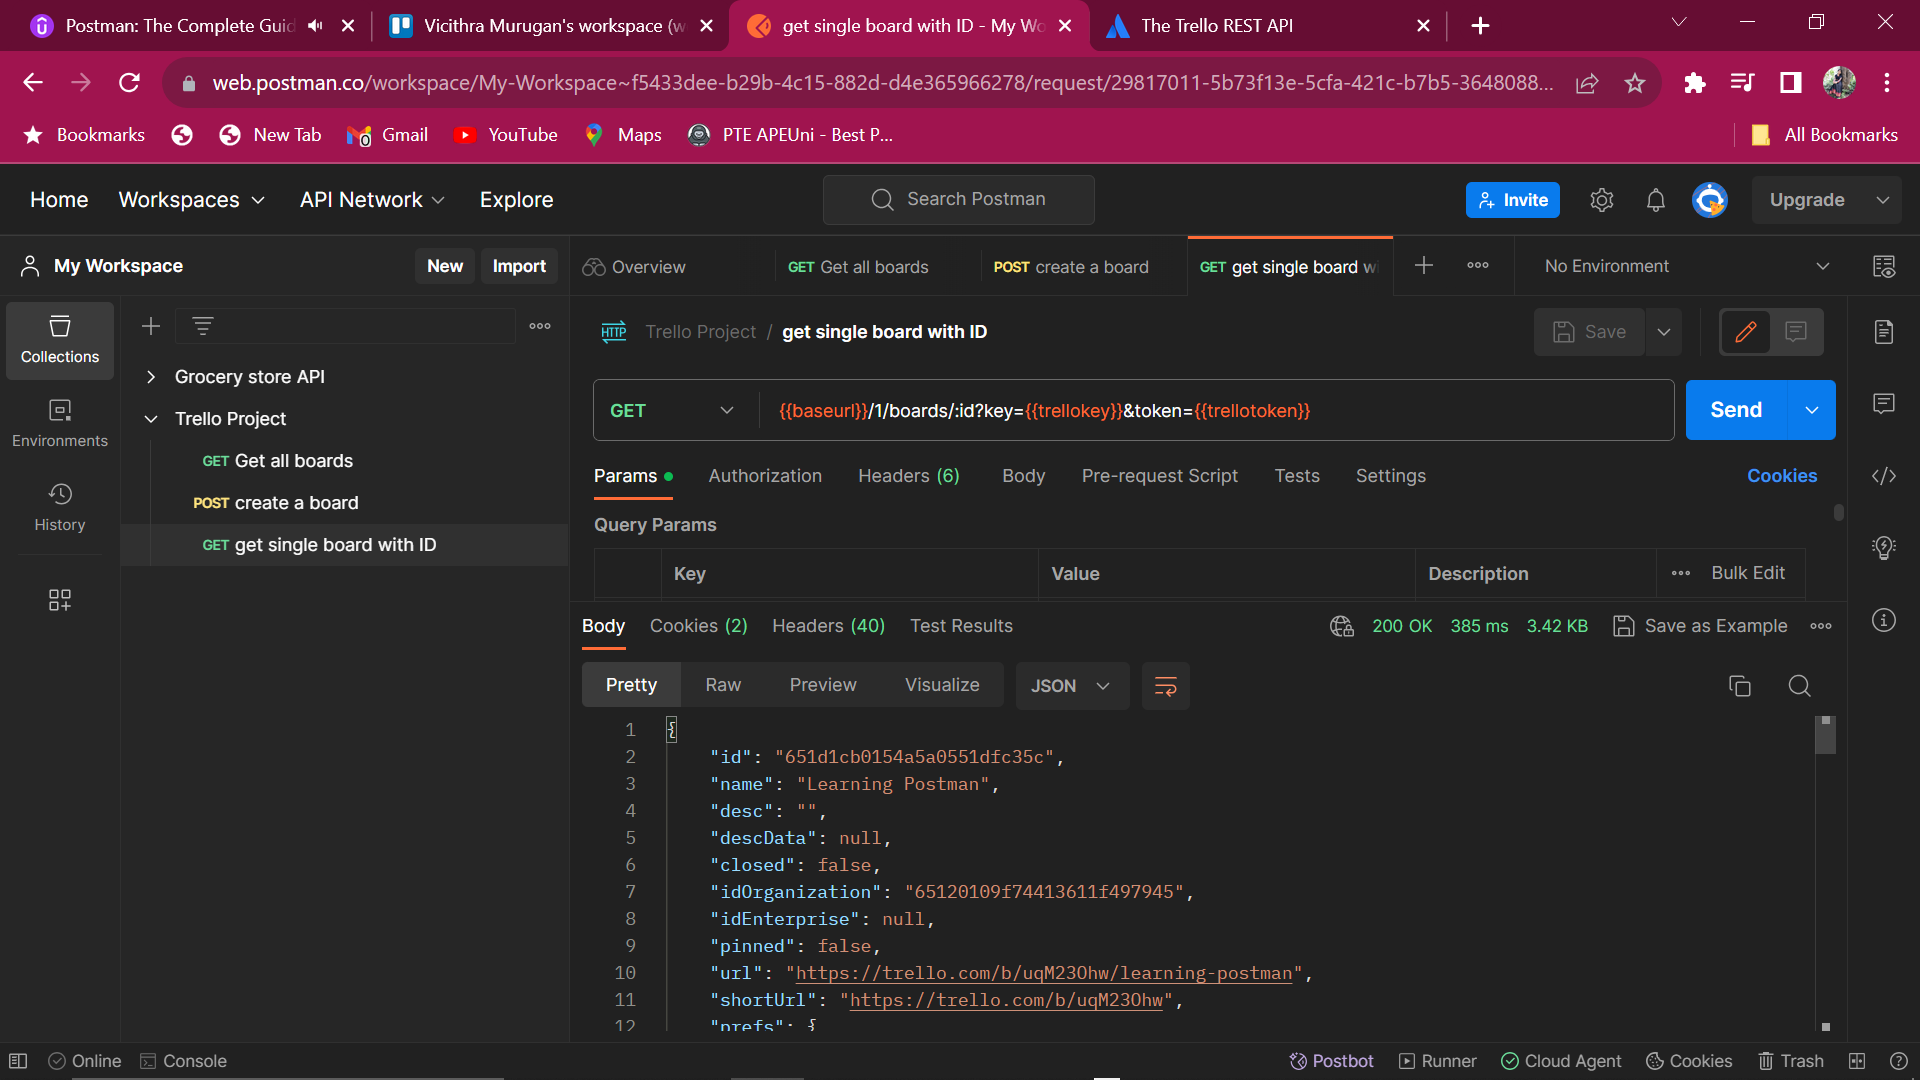 Postman: The Complete Guid
Vicithra Murugan's workspace (w
get single board with ID - My Wo
The Trello REST API
web.postman.co/workspace/My-Workspace~f5433dee-b29b-4c15-882d-d4e365966278/request/29817011-5b73f13e-5cfa-421c-b7b5-3648088...
Bookmarks New Tab Gmail YouTube Maps PTE APEUni - Best P... All Bookmarks
Home Workspaces API Network Explore Search Postman Invite Upgrade
My Workspace New Import
Overview GET Get all boards POST create a board GET get single board wi No Environment
Collections
Environments
History
Grocery store API
Trello Project
GET Get all boards
POST create a board
GET get single board with ID
HTTP Trello Project / get single board with ID Save
GET {{baseurl}}/1/boards/:id?key={{trellokey}}&token={{trellotoken}} Send
Params Authorization Headers (6) Body Pre-request Script Tests Settings Cookies
Query Params
Key Value Description Bulk Edit
Body Cookies (2) Headers (40) Test Results 200 OK 385 ms 3.42 KB Save as Example
Pretty Raw Preview Visualize JSON
1 {
2 "id": "651d1cb0154a5a0551dfc35c",
3 "name": "Learning Postman",
4 "desc": "",
5 "descData": null,
6 "closed": false,
7 "idOrganization": "65120109f74413611f497945",
8 "idEnterprise": null,
9 "pinned": false,
10 "url": "https://trello.com/b/uqM23Ohw/learning-postman",
11 "shortUrl": "https://trello.com/b/uqM23Ohw",
12 "prefs": {
Online Console Postbot Runner Cloud Agent Cookies Trash